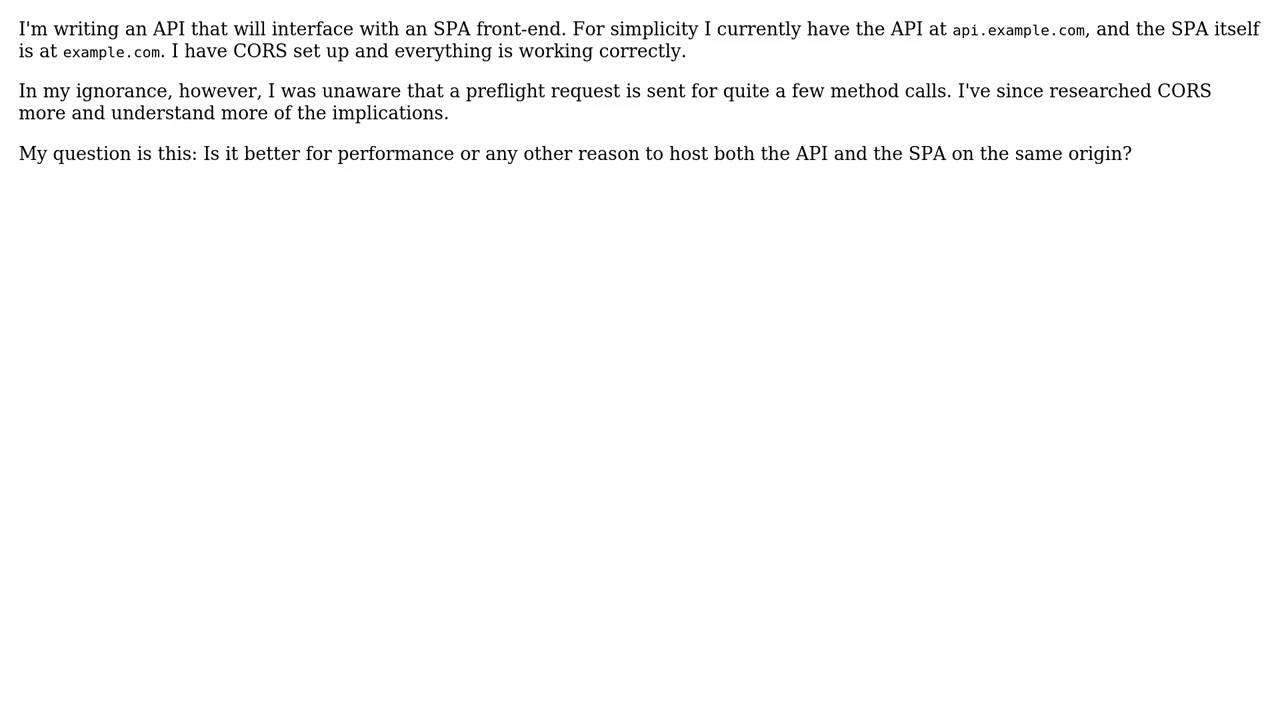 I'm writing an API that will interface with an SPA front-end. For simplicity I currently have the API at api.example.com, and the SPA itself
is at example.com. I have CORS set up and everything is working correctly.
In my ignorance, however, I was unaware that a preflight request is sent for quite a few method calls. I've since researched CORS
more and understand more of the implications.
My question is this: Is it better for performance or any other reason to host both the API and the SPA on the same origin?